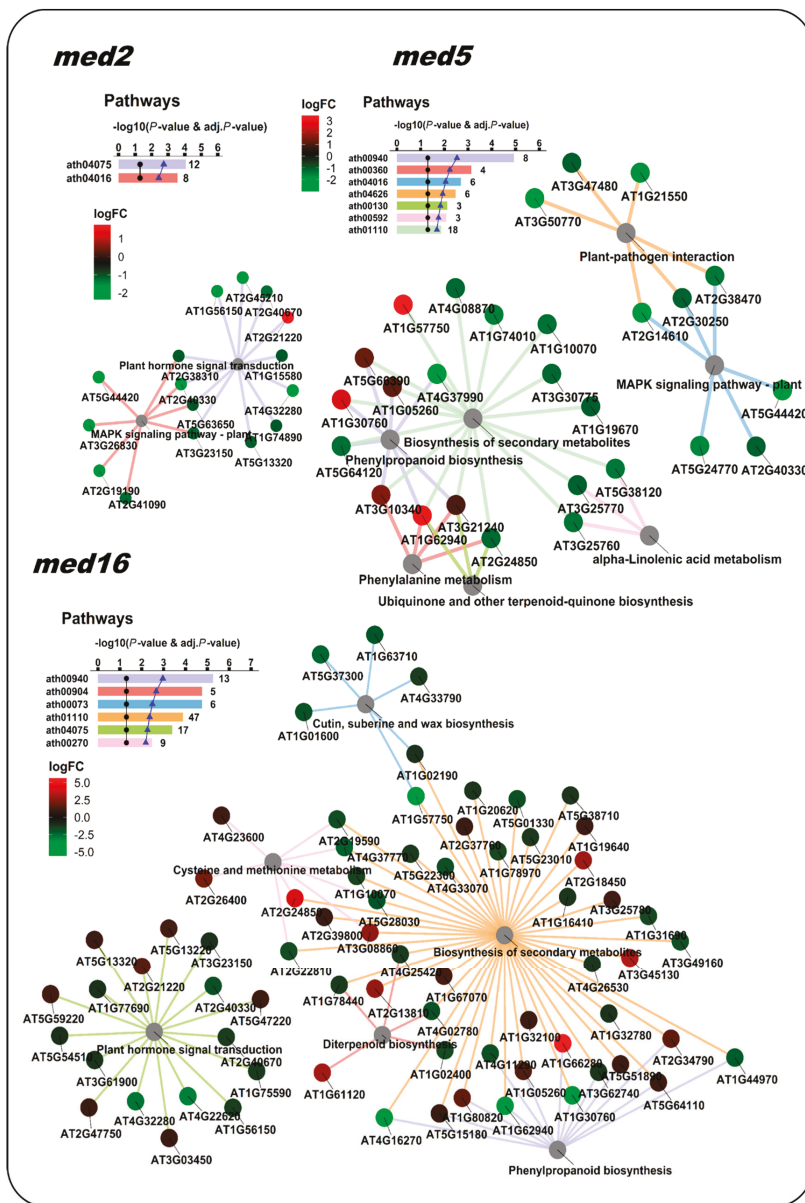 med2
Pathways
-log10(P-value & adj.P-value)
0 1 2 3 4 5 6
ath04075 12
ath04016 8
logFC
1
0
-1
-2
AT2G45210
AT1G56150
AT2G40670
AT2G21220
Plant hormone signal transduction
AT2G38310
AT1G15580
AT5G44420
AT2G40330
AT4G32280
AT5G63650
MAPK signaling pathway - plant
AT1G74890
AT3G26830
AT3G23150
AT5G13320
AT2G19190
AT2G41090
med5
logFC
3
2
1
0
-1
-2
Pathways
-log10(P-value & adj.P-value)
0 1 2 3 4 5 6
ath00940 8
ath00360 4
ath04016 6
ath04626 6
ath00130 3
ath00592 3
ath01110 18
AT3G47480
AT1G21550
AT3G50770
Plant-pathogen interaction
AT2G38470
AT2G30250
AT2G14610
MAPK signaling pathway - plant
AT5G44420
AT5G24770
AT2G40330
AT4G08870
AT1G57750
AT1G74010
AT1G10070
AT5G66390
AT4G37990
AT3G30775
AT1G05260
AT1G30760
AT1G19670
Biosynthesis of secondary metabolites
Phenylpropanoid biosynthesis
AT5G64120
AT5G38120
AT3G10340
AT3G25770
AT3G21240
AT1G62940
AT3G25760
AT2G24850
alpha-Linolenic acid metabolism
Phenylalanine metabolism
Ubiquinone and other terpenoid-quinone biosynthesis
med16
Pathways
-log10(P-value & adj.P-value)
0 1 2 3 4 5 6 7
ath00940 13
ath00904 5
ath00073 6
ath01110 47
ath04075 17
ath00270 9
logFC
5.0
2.5
0.0
-2.5
-5.0
AT1G63710
AT5G37300
AT4G33790
Cutin, suberine and wax biosynthesis
AT1G01600
AT1G02190
AT1G57750
AT1G20620
AT5G38710
AT5G01330
AT4G23600
AT2G19590
AT2G37760
AT5G23010
AT1G19640
AT4G37770
Cysteine and methionine metabolism
AT5G22300
AT1G78970
AT4G33070
AT2G18450
AT2G26400
AT1G10070
AT2G24850
AT3G25780
AT5G28030
AT1G16410
AT2G39800
AT1G31690
AT3G08860
Biosynthesis of secondary metabolites
AT3G49160
AT2G22810
AT4G25420
AT3G45130
AT4G26530
AT1G78440
AT1G67070
AT2G13810
AT4G02780
AT1G32100
AT1G32780
Diterpenoid biosynthesis
AT1G02400
AT4G11290
AT1G66280
AT2G34790
AT1G61120
AT1G05260
AT5G51890
AT1G44970
AT3G62740
AT5G64110
AT1G80820
AT1G30760
AT4G16270
AT5G15180
AT1G62940
Phenylpropanoid biosynthesis
AT5G13220
AT5G13320
AT3G23150
AT2G21220
AT1G77690
AT2G40330
AT5G59220
AT5G47220
AT5G54510
Plant hormone signal transduction
AT2G40670
AT3G61900
AT1G75590
AT2G47750
AT4G32280
AT4G22620
AT1G56150
AT3G03450